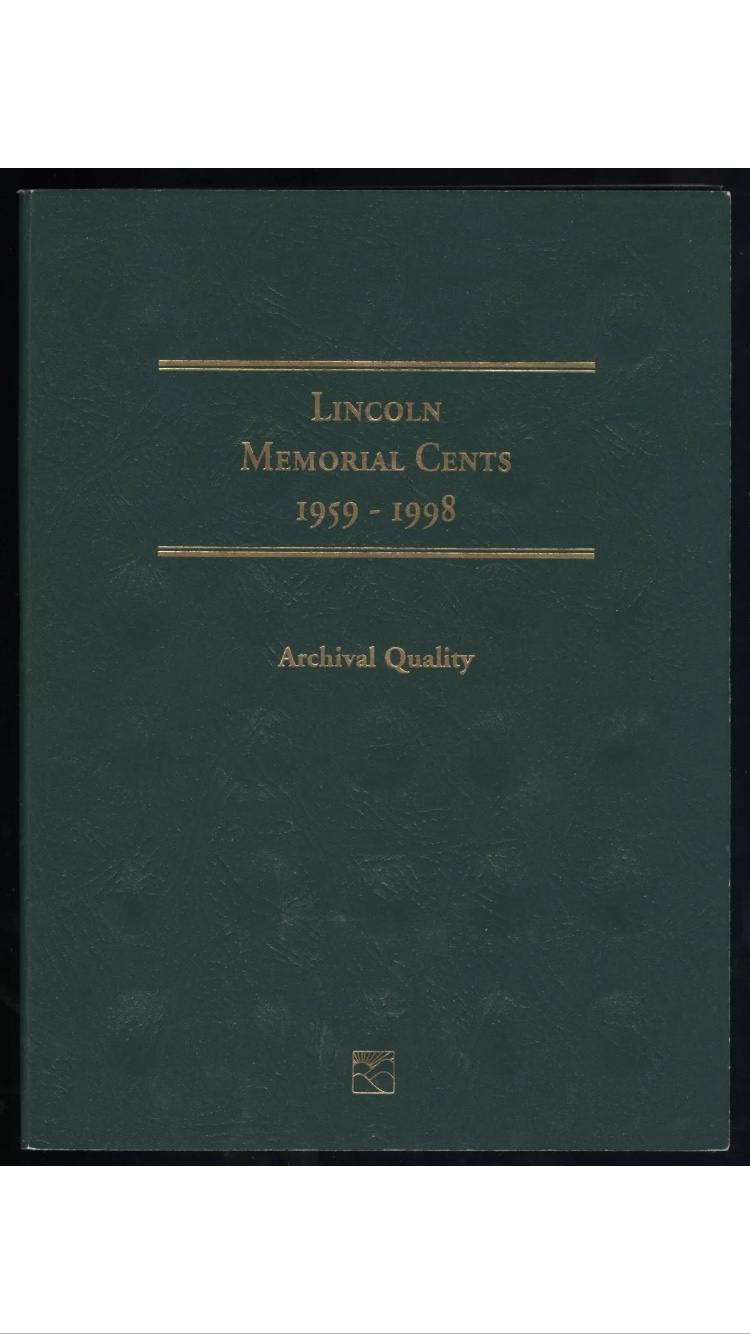 Lincoln
Memorial Cents
1959 - 1998
Archival Quality